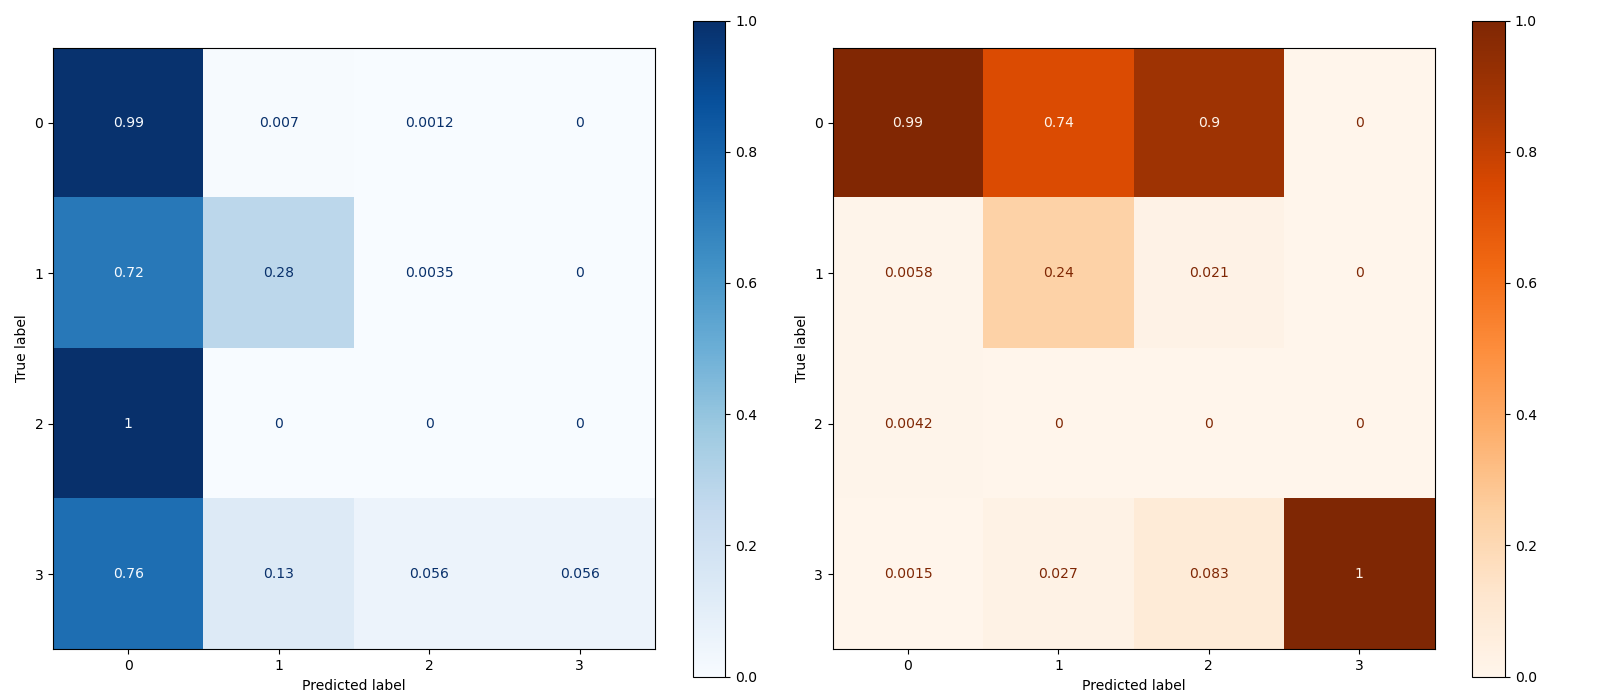 1.0
0.8
0.6
0.4
0.2
0.0
0 0.99 0.007 0.0012 0
1 0.72 0.28 0.0035 0
2 1 0 0 0
3 0.76 0.13 0.056 0.056
0 1 2 3
True label
Predicted label
1.0
0.8
0.6
0.4
0.2
0.0
0 0.99 0.74 0.9 0
1 0.0058 0.24 0.021 0
2 0.0042 0 0 0
3 0.0015 0.027 0.083 1
0 1 2 3
True label
Predicted label